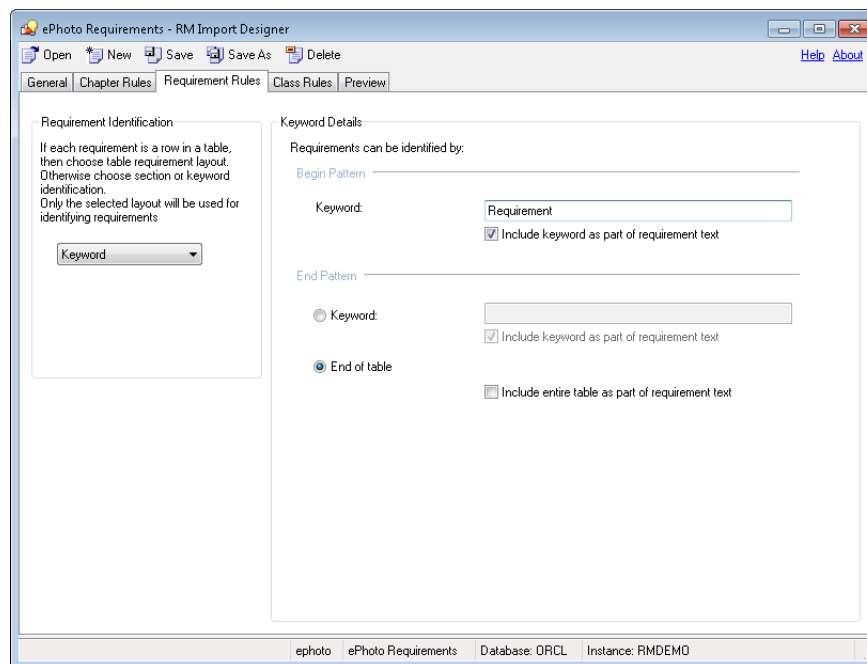 ePhoto Requirements - RM Import Designer
Open New Save Save As Delete Help About
General Chapter Rules Requirement Rules Class Rules Preview
Requirement Identification
If each requirement is a row in a table,
then choose table requirement layout.
Otherwise choose section or keyword
identification.
Only the selected layout will be used for
identifying requirements
Keyword
Keyword Details
Requirements can be identified by:
Begin Pattern
Keyword: Requirement
Include keyword as part of requirement text
End Pattern
Keyword:
Include keyword as part of requirement text
End of table
Include entire table as part of requirement text
ephoto ePhoto Requirements Database: ORCL Instance: RMDEMO